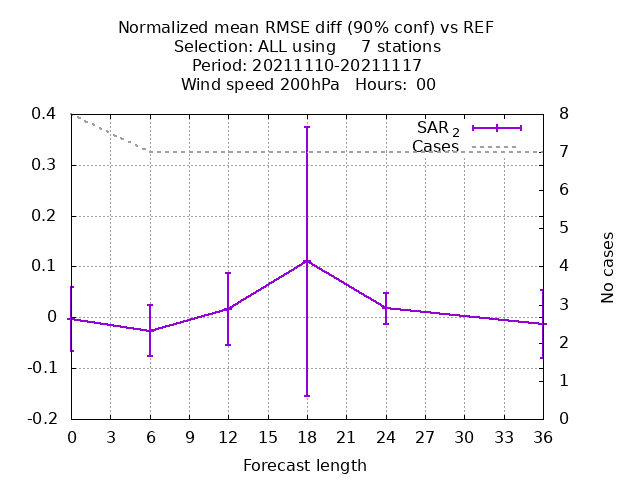 Normalized mean RMSE diff (90% conf) vs REF
Selection: ALL using     7 stations
Period: 20211110-20211117
Wind speed 200hPa   Hours:  00
SAR 2
Cases
0.4
0.3
0.2
0.1
0
-0.1
-0.2
8
7
6
5
4
3
2
1
0
No cases
0 3 6 9 12 15 18 21 24 27 30 33 36
Forecast length